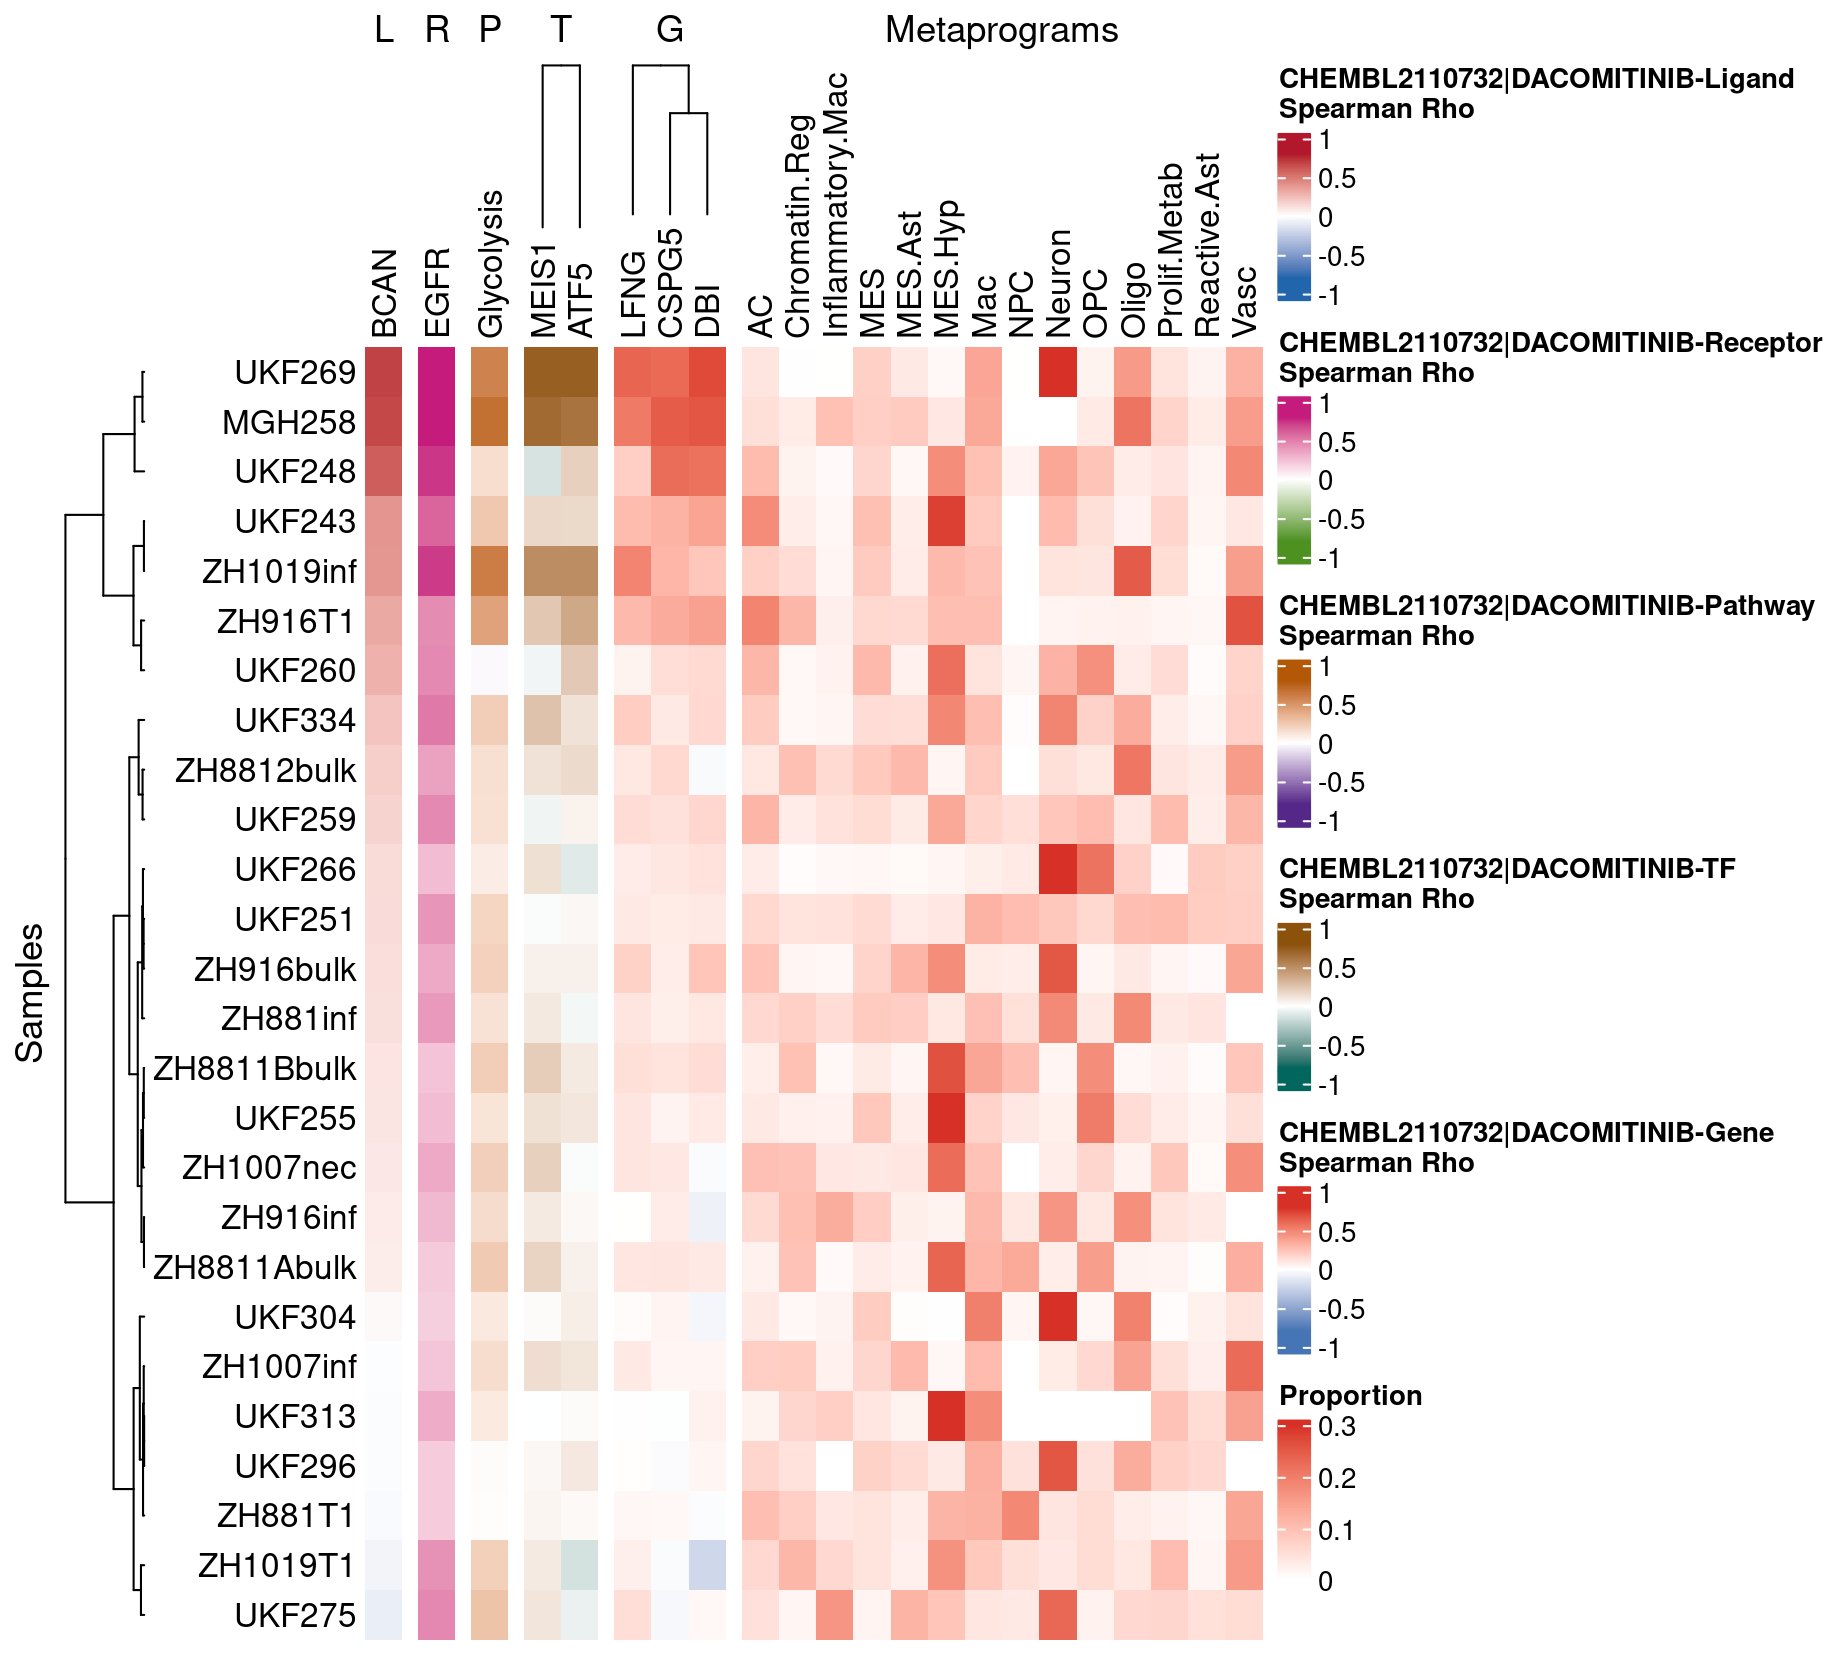 L R P T G Metaprograms
BCAN
EGFR
Glycolysis
MEIS1
ATF5
LFNG
CSPG5
DBI
AC
Chromatin.Reg
Inflammatory.Mac
MES
MES.Ast
MES.Hyp
Mac
NPC
Neuron
OPC
Oligo
Prolif.Metab
Reactive.Ast
Vasc
Samples
UKF269
MGH258
UKF248
UKF243
ZH1019inf
ZH916T1
UKF260
UKF334
ZH8812bulk
UKF259
UKF266
UKF251
ZH916bulk
ZH881inf
ZH8811Bbulk
UKF255
ZH1007nec
ZH916inf
ZH8811Abulk
UKF304
ZH1007inf
UKF313
UKF296
ZH881T1
ZH1019T1
UKF275
CHEMBL2110732|DACOMITINIB-Ligand
Spearman Rho
1
0.5
0
-0.5
-1
CHEMBL2110732|DACOMITINIB-Receptor
Spearman Rho
1
0.5
0
-0.5
-1
CHEMBL2110732|DACOMITINIB-Pathway
Spearman Rho
1
0.5
0
-0.5
-1
CHEMBL2110732|DACOMITINIB-TF
Spearman Rho
1
0.5
0
-0.5
-1
CHEMBL2110732|DACOMITINIB-Gene
Spearman Rho
1
0.5
0
-0.5
-1
Proportion
0.3
0.2
0.1
0